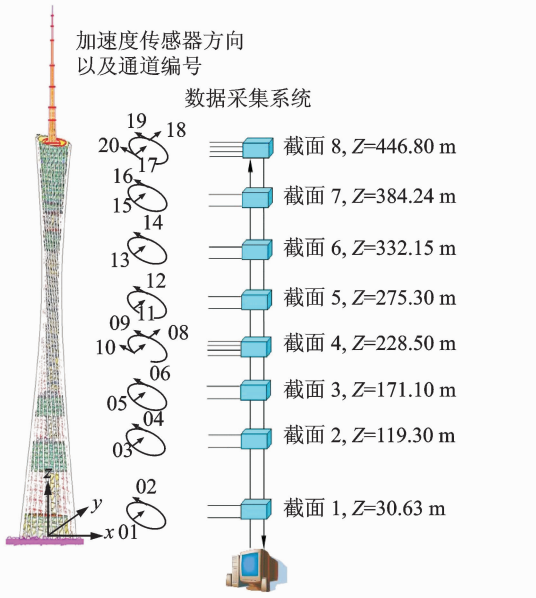 加速度传感器方向
以及通道编号
数据采集系统
19
18
20
17
截面 8, Z=446.80 m
16
15
截面 7, Z=384.24 m
14
13
截面 6, Z=332.15 m
12
11
截面 5, Z=275.30 m
09
08
10
截面 4, Z=228.50 m
06
05
截面 3, Z=171.10 m
04
03
截面 2, Z=119.30 m
02
01
截面 1, Z=30.63 m
z
y
x